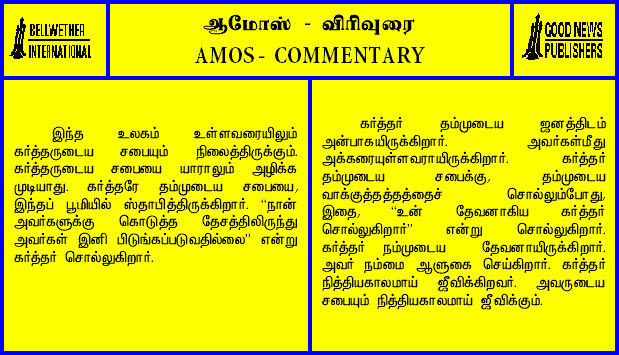 BELLWETHER
INTERNATIONAL
ஆமோஸ் - விரிவுரை
AMOS - COMMENTARY
GOOD NEWS
PUBLISHERS
இந்த உலகம் உள்ளவரையிலும்
கர்த்தருடைய சபையும் நிலைத்திருக்கும்.
கர்த்தருடைய சபையை யாராலும் அழிக்க
முடியாது. கர்த்தரே தம்முடைய சபையை,
இந்தப் பூமியில் ஸ்தாபித்திருக்கிறார். “நான்
அவர்களுக்கு கொடுத்த தேசத்திலிருந்து
அவர்கள் இனி பிடுங்கப்படுவதில்லை” என்று
கர்த்தர் சொல்லுகிறார்.
கர்த்தர் தம்முடைய ஜனத்திடம்
அன்பாகயிருக்கிறார். அவர்கள்மீது
அக்கரையுள்ளவராயிருக்கிறார். கர்த்தர்
தம்முடைய சபைக்கு, தம்முடைய
வாக்குத்தத்தத்தைச் சொல்லும்போது,
இதை, “உன் தேவனாகிய கர்த்தர்
சொல்லுகிறார்” என்று சொல்லுகிறார்.
கர்த்தர் நம்முடைய தேவனாயிருக்கிறார்.
அவர் நம்மை ஆளுகை செய்கிறார். கர்த்தர்
நித்தியகாலமாய் ஜீவிக்கிறவர். அவருடைய
சபையும் நித்தியகாலமாய் ஜீவிக்கும்.